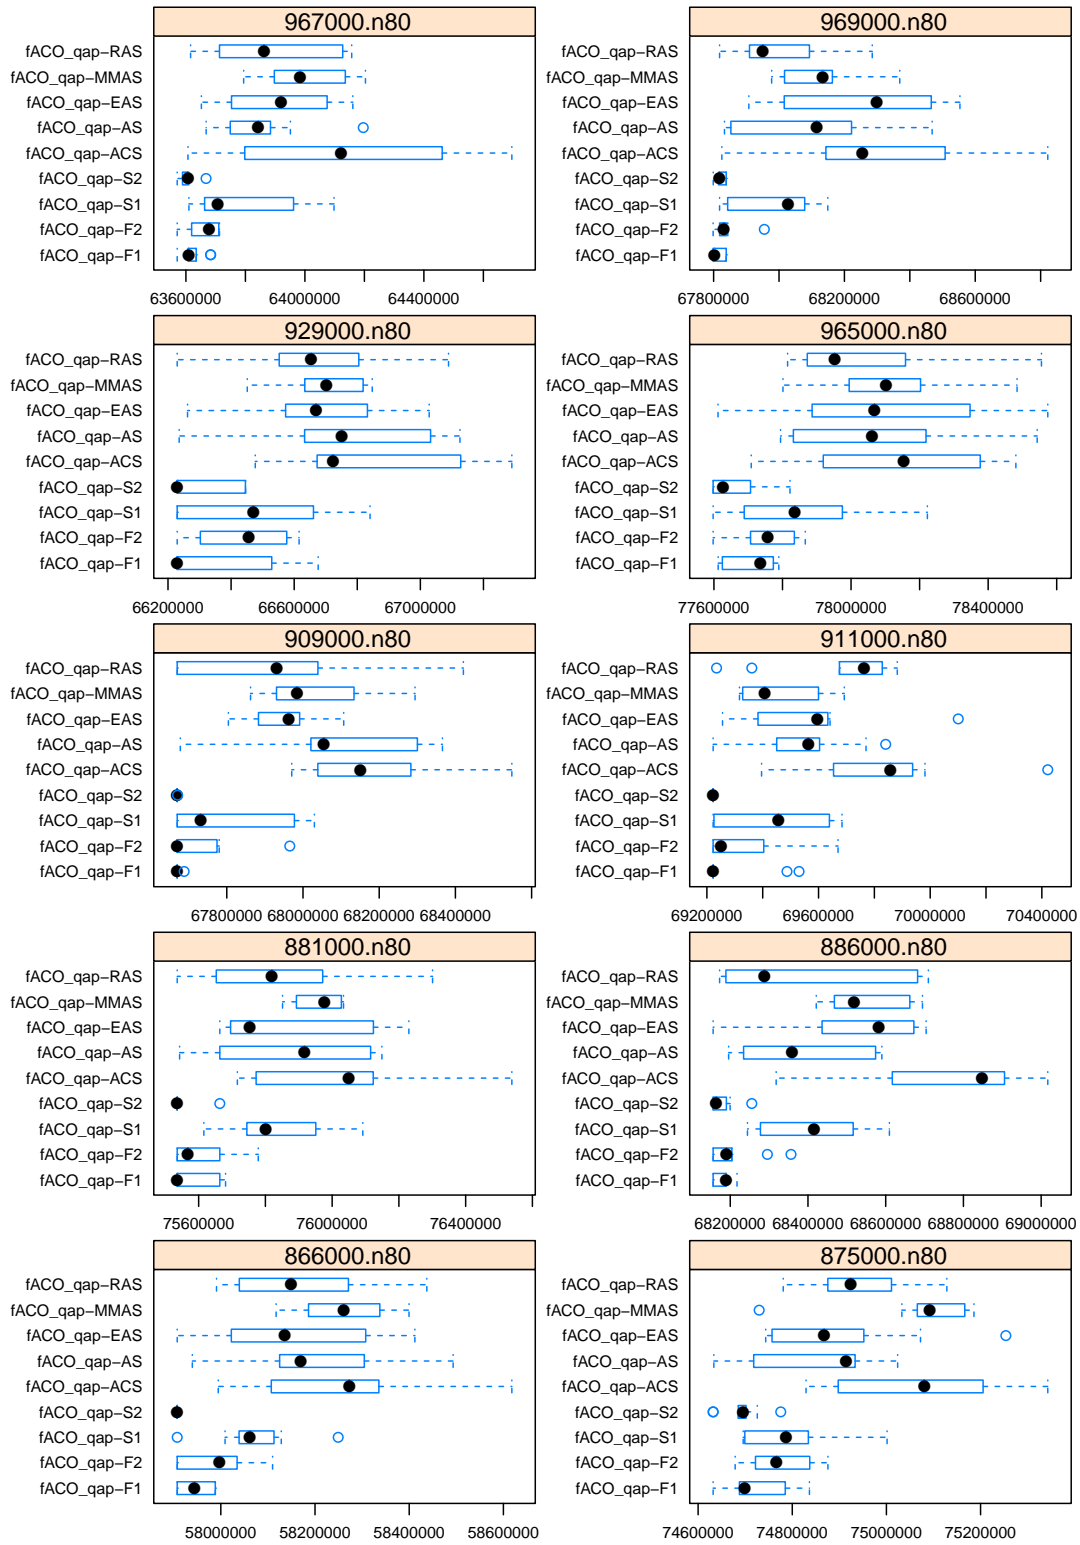 967000.n80
fACO_qap−RAS
fACO_qap−MMAS
fACO_qap−EAS
fACO_qap−AS
fACO_qap−ACS
fACO_qap−S2
fACO_qap−S1
fACO_qap−F2
fACO_qap−F1
63600000 64000000 64400000
969000.n80
fACO_qap−RAS
fACO_qap−MMAS
fACO_qap−EAS
fACO_qap−AS
fACO_qap−ACS
fACO_qap−S2
fACO_qap−S1
fACO_qap−F2
fACO_qap−F1
67800000 68200000 68600000
929000.n80
fACO_qap−RAS
fACO_qap−MMAS
fACO_qap−EAS
fACO_qap−AS
fACO_qap−ACS
fACO_qap−S2
fACO_qap−S1
fACO_qap−F2
fACO_qap−F1
66200000 66600000 67000000
965000.n80
fACO_qap−RAS
fACO_qap−MMAS
fACO_qap−EAS
fACO_qap−AS
fACO_qap−ACS
fACO_qap−S2
fACO_qap−S1
fACO_qap−F2
fACO_qap−F1
77600000 78000000 78400000
909000.n80
fACO_qap−RAS
fACO_qap−MMAS
fACO_qap−EAS
fACO_qap−AS
fACO_qap−ACS
fACO_qap−S2
fACO_qap−S1
fACO_qap−F2
fACO_qap−F1
67800000 68000000 68200000 68400000
911000.n80
fACO_qap−RAS
fACO_qap−MMAS
fACO_qap−EAS
fACO_qap−AS
fACO_qap−ACS
fACO_qap−S2
fACO_qap−S1
fACO_qap−F2
fACO_qap−F1
69200000 69600000 70000000 70400000
881000.n80
fACO_qap−RAS
fACO_qap−MMAS
fACO_qap−EAS
fACO_qap−AS
fACO_qap−ACS
fACO_qap−S2
fACO_qap−S1
fACO_qap−F2
fACO_qap−F1
75600000 76000000 76400000
886000.n80
fACO_qap−RAS
fACO_qap−MMAS
fACO_qap−EAS
fACO_qap−AS
fACO_qap−ACS
fACO_qap−S2
fACO_qap−S1
fACO_qap−F2
fACO_qap−F1
68200000 68400000 68600000 68800000 69000000
866000.n80
fACO_qap−RAS
fACO_qap−MMAS
fACO_qap−EAS
fACO_qap−AS
fACO_qap−ACS
fACO_qap−S2
fACO_qap−S1
fACO_qap−F2
fACO_qap−F1
58000000 58200000 58400000 58600000
875000.n80
fACO_qap−RAS
fACO_qap−MMAS
fACO_qap−EAS
fACO_qap−AS
fACO_qap−ACS
fACO_qap−S2
fACO_qap−S1
fACO_qap−F2
fACO_qap−F1
74600000 74800000 75000000 75200000